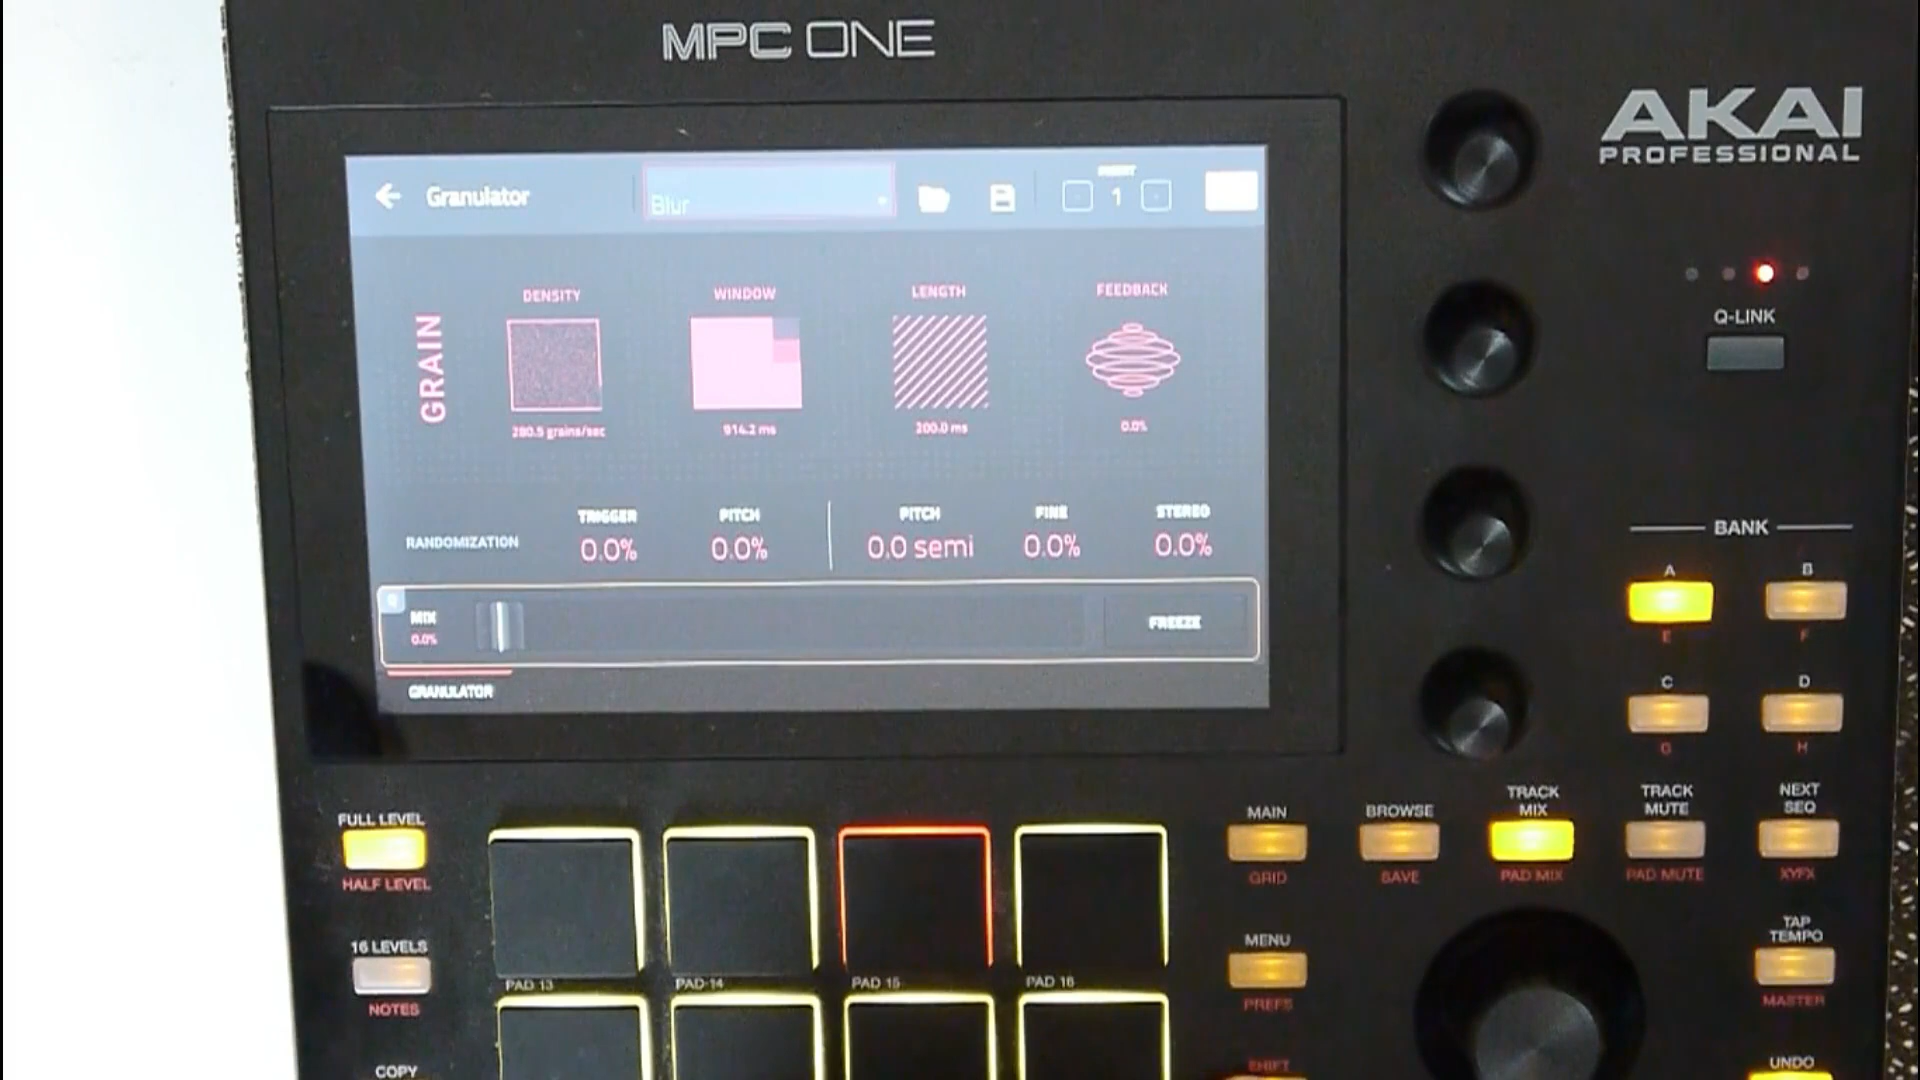 MPC ONE
AKAI
PROFESSIONAL
Granulator
Blur
INSERT
1
GRAIN
DENSITY
WINDOW
LENGTH
FEEDBACK
280.5 grains/sec
914.2 ms
200.0 ms
0.0%
RANDOMIZATION
TRIGGER
PITCH
PITCH
FINE
STEREO
0.0%
0.0%
0.0 semi
0.0%
0.0%
Q
MIX
0.0%
FREEZE
GRANULATOR
Q-LINK
BANK
A
B
E
F
C
D
G
H
FULL LEVEL
HALF LEVEL
16 LEVELS
NOTES
COPY
PAD 13
PAD 14
PAD 15
PAD 16
MAIN
GRID
BROWSE
SAVE
TRACK
MIX
PAD MIX
TRACK
MUTE
PAD MUTE
NEXT
SEQ
XYFX
MENU
PREFS
TAP
TEMPO
MASTER
SHIFT
UNDO